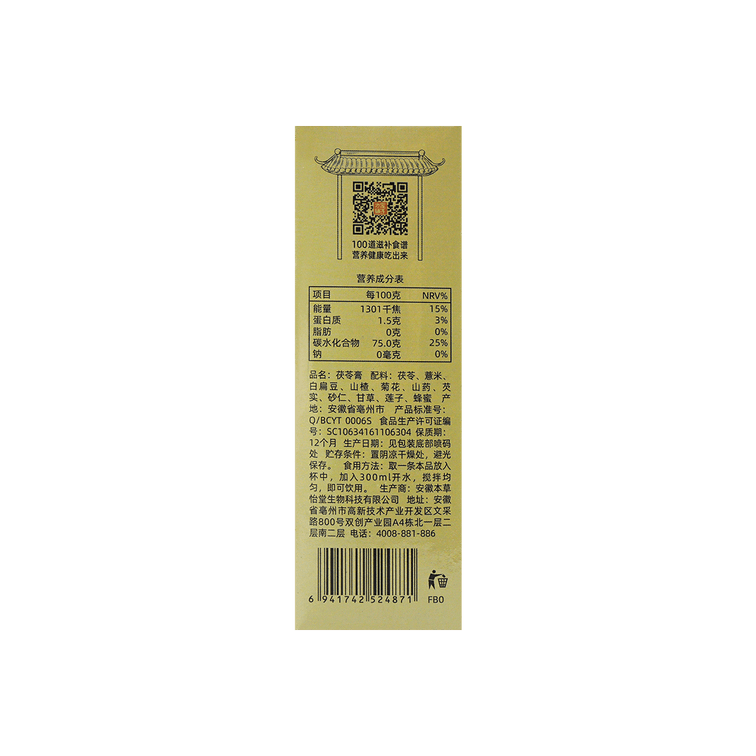 100道滋补食谱
营养健康吃出来
营养成分表
项目 每100克 NRV%
能量 1301千焦 15%
蛋白质 1.5克 3%
脂肪 0克 0%
碳水化合物 75.0克 25%
钠 0毫克 0%
品名：茯苓膏 配料：茯苓、薏米、
白扁豆、山楂、菊花、山药、芡
实、砂仁、甘草、莲子、蜂蜜 产
地：安徽省亳州市 产品标准号：
Q/BCYT 0006S 食品生产许可证编
号：SC10634161106304 保质期：
12个月 生产日期：见包装底部喷码
处 贮存条件：置阴凉干燥处，避光
保存。 食用方法：取一条本品放入
杯中，加入300ml开水，搅拌均
匀，即可饮用。 生产商：安徽本草
怡堂生物科技有限公司 地址：安徽
省亳州市高新技术产业开发区文采
路800号双创产业园A4栋北一层二
层南二层 电话：4008-881-886
6 941742 524871
FB0